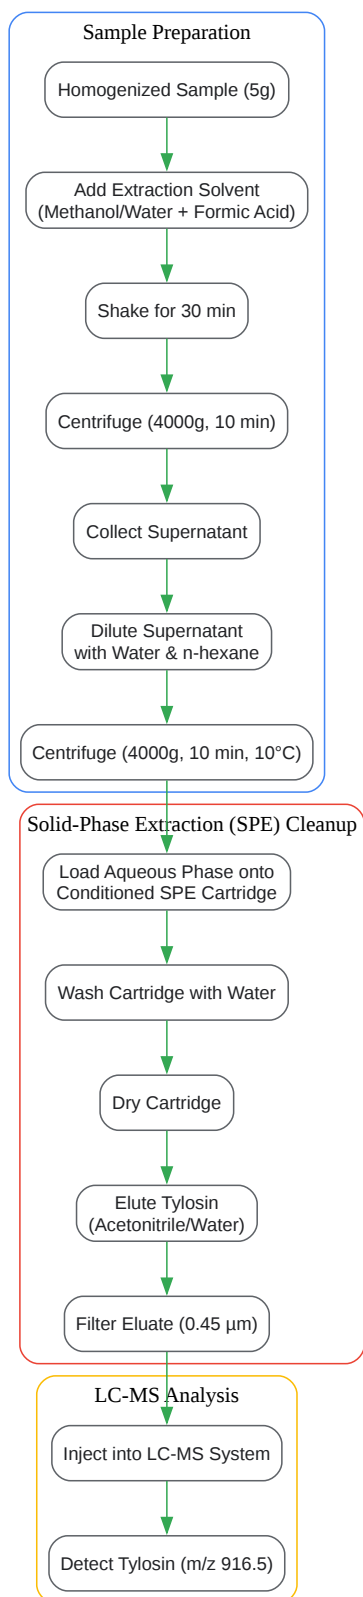 Sample Preparation
Homogenized Sample (5g)
Add Extraction Solvent
(Methanol/Water + Formic Acid)
Shake for 30 min
Centrifuge (4000g, 10 min)
Collect Supernatant
Dilute Supernatant
with Water & n-hexane
Centrifuge (4000g, 10 min, 10°C)
Solid-Phase Extraction (SPE) Cleanup
Load Aqueous Phase onto
Conditioned SPE Cartridge
Wash Cartridge with Water
Dry Cartridge
Elute Tylosin
(Acetonitrile/Water)
Filter Eluate (0.45 µm)
LC-MS Analysis
Inject into LC-MS System
Detect Tylosin (m/z 916.5)